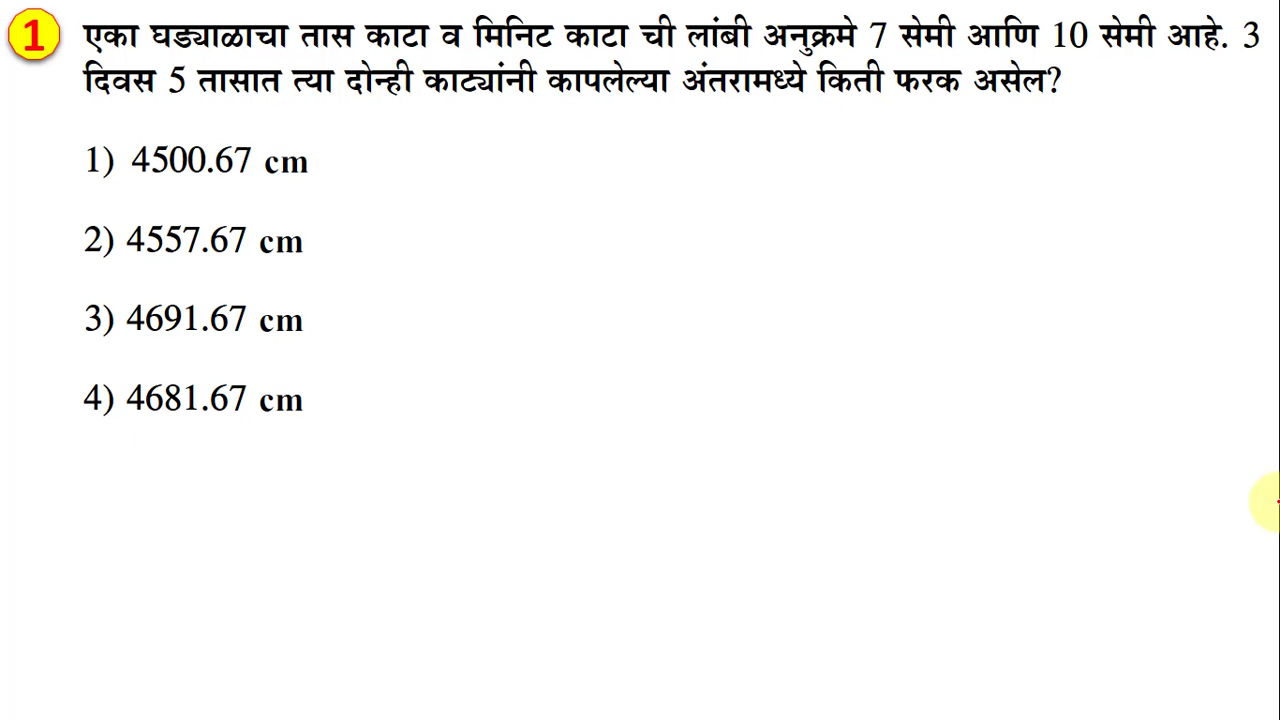 1 एका घड्याळाचा तास काटा व मिनिट काटा ची लांबी अनुक्रमे 7 सेमी आणि 10 सेमी आहे. 3
दिवस 5 तासात त्या दोन्ही काट्यांनी कापलेल्या अंतरामध्ये किती फरक असेल?
1) 4500.67 cm
2) 4557.67 cm
3) 4691.67 cm
4) 4681.67 cm